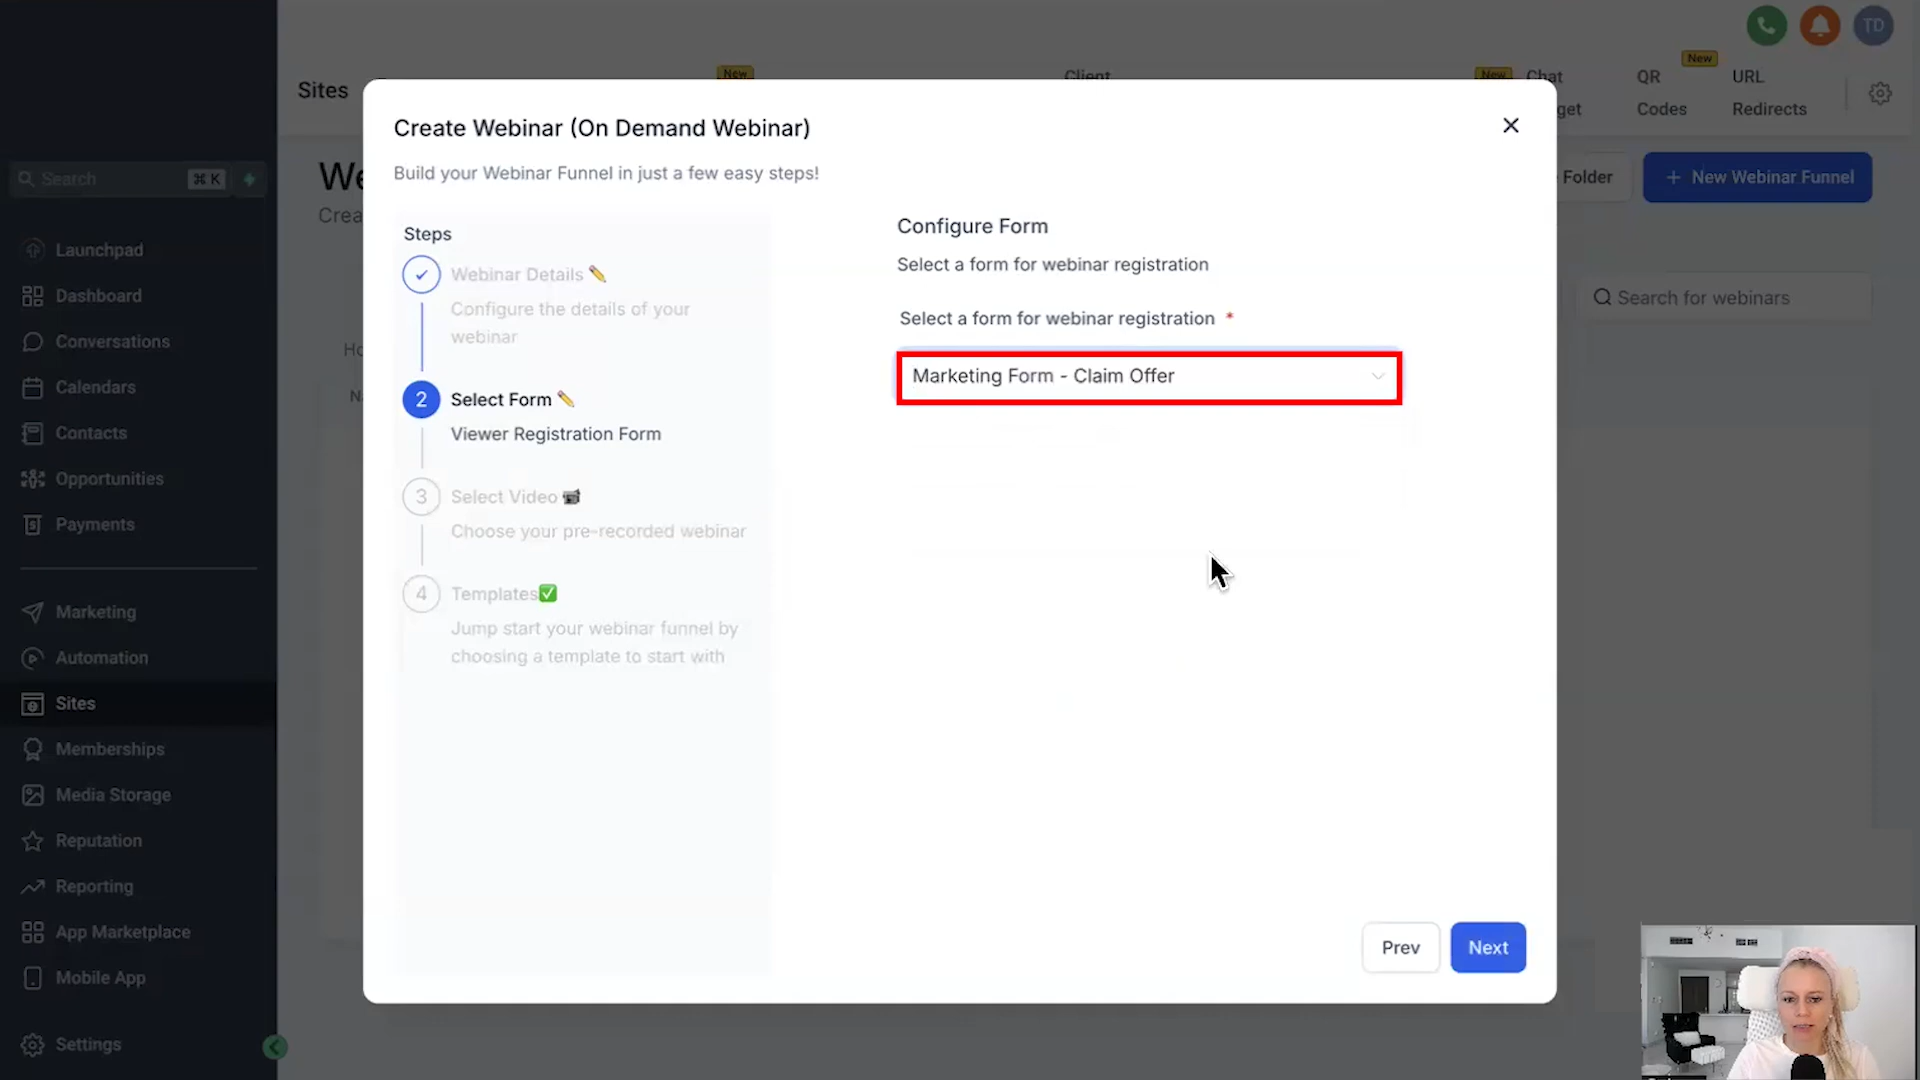 TD
Sites
New
Client
New
Chat
get
QR
Codes
New
URL
Redirects
Search
⌘ K
Launchpad
Dashboard
Conversations
Calendars
Contacts
Opportunities
Payments
Marketing
Automation
Sites
Memberships
Media Storage
Reputation
Reporting
App Marketplace
Mobile App
Settings
We
Crea
Folder
+ New Webinar Funnel
Search for webinars
Ho
Na
Create Webinar (On Demand Webinar)
Build your Webinar Funnel in just a few easy steps!
Steps
Webinar Details ✏️
Configure the details of your
webinar
2
Select Form ✏️
Viewer Registration Form
3
Select Video 📹
Choose your pre-recorded webinar
4
Templates✅
Jump start your webinar funnel by
choosing a template to start with
Configure Form
Select a form for webinar registration
Select a form for webinar registration *
Marketing Form - Claim Offer
Prev
Next